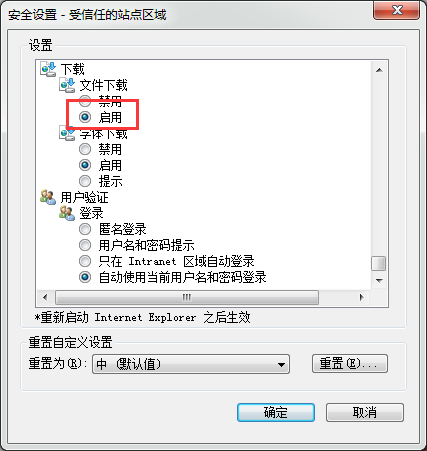 安全设置 - 受信任的站点区域
设置
下载
文件下载
禁用
启用
字体下载
禁用
启用
提示
用户验证
登录
匿名登录
用户名和密码提示
只在 Intranet 区域自动登录
自动使用当前用户名和密码登录
*重新启动 Internet Explorer 之后生效
重置自定义设置
重置为(R): 中 (默认值) 重置(E)...
确定 取消